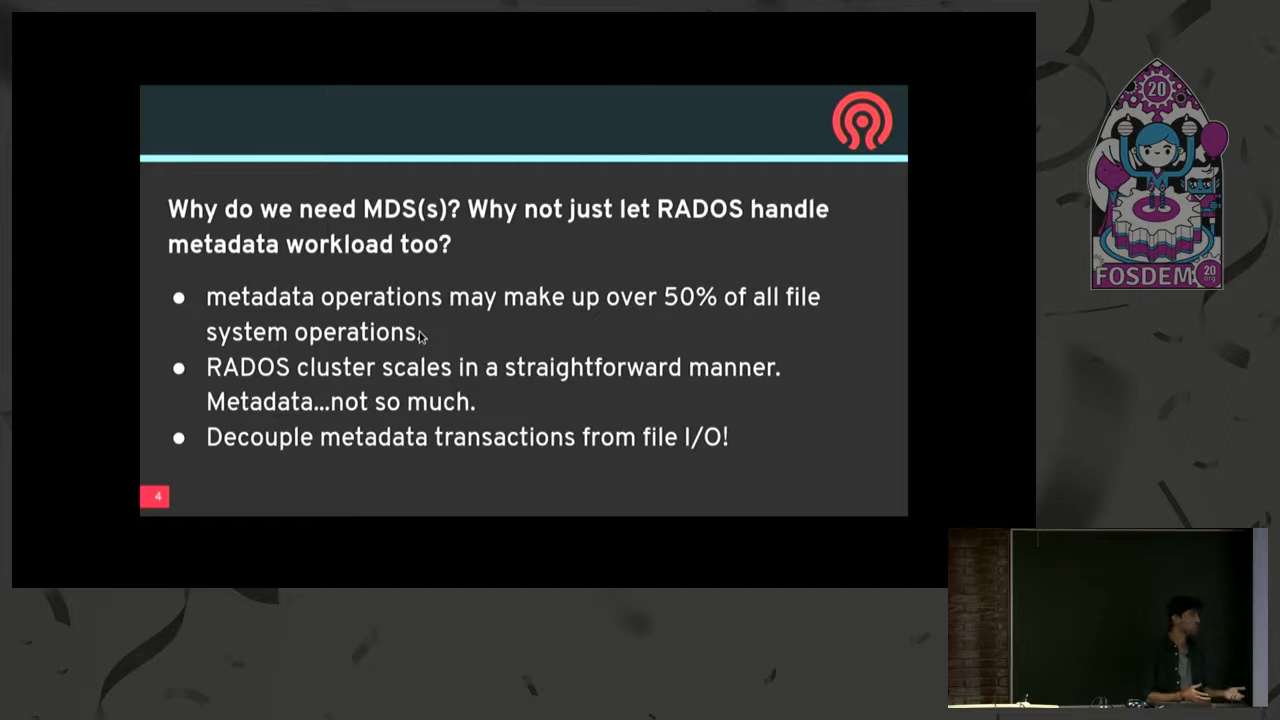 Why do we need MDS(s)? Why not just let RADOS handle
metadata workload too?
● metadata operations may make up over 50% of all file
system operations.
● RADOS cluster scales in a straightforward manner.
Metadata...not so much.
● Decouple metadata transactions from file I/O!
4
20
FOSDEM 20
.org